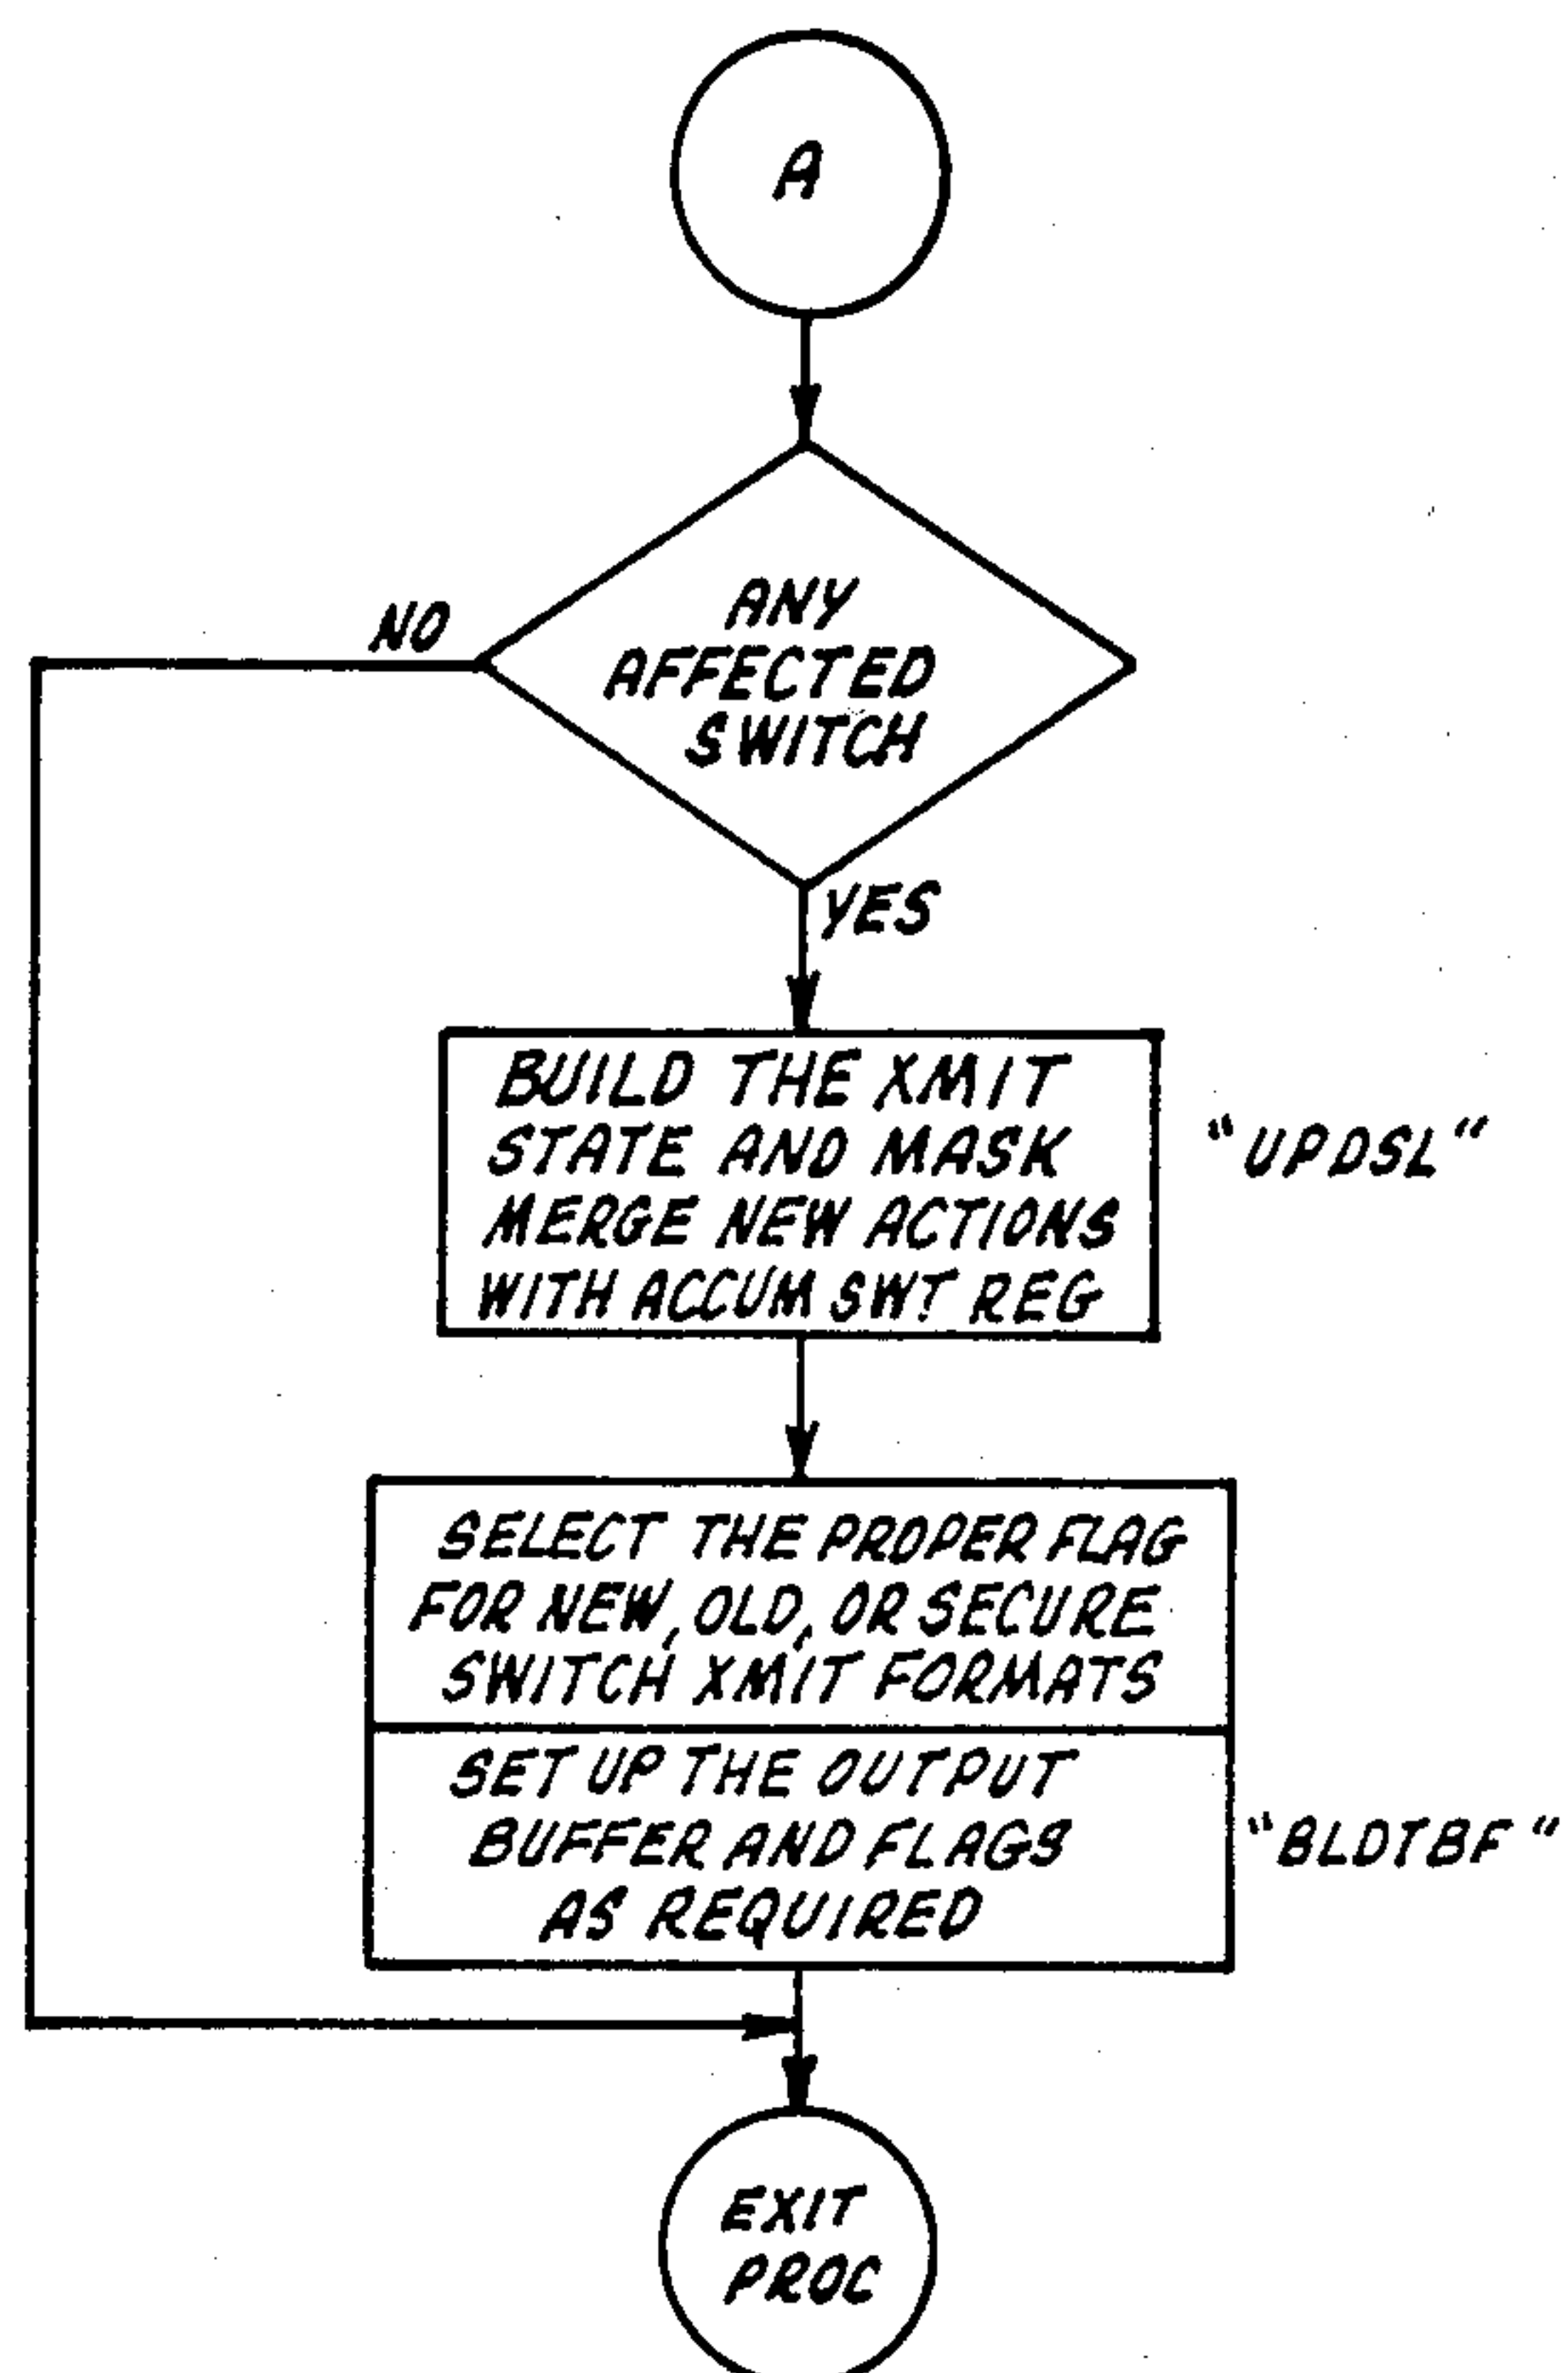 A
ANY
AFFECTED
SWITCH
NO
YES
BUILD THE XMIT
STATE AND MASK
MERGE NEW ACTIONS
WITH ACCUM SWT REG
"UPDSL"
SELECT THE PROPER FLAG
FOR NEW, OLD, OR SECURE
SWITCH XMIT FORMATS
SET UP THE OUTPUT
BUFFER AND FLAGS
AS REQUIRED
"BLDTBF"
EXIT
PROC